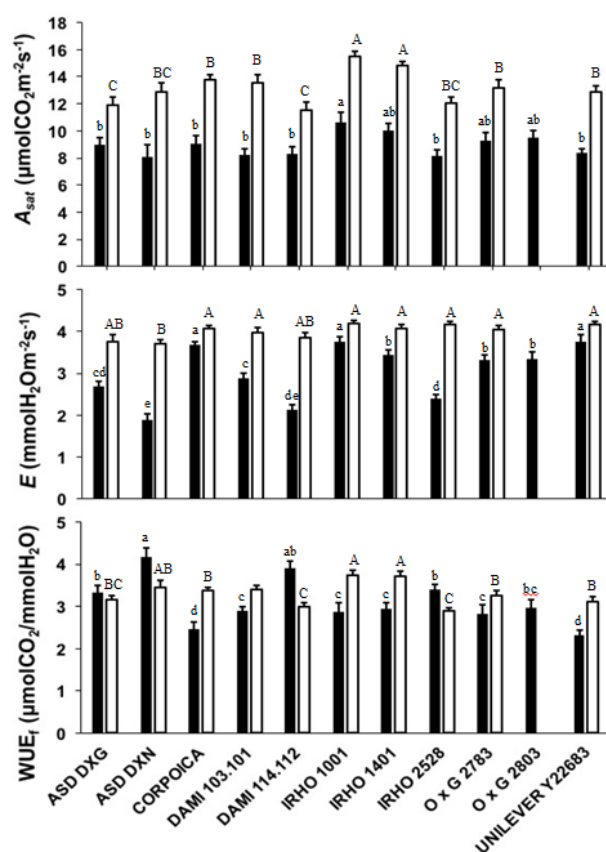 18
16
14
12
10
8
6
4
2
0
A_sat (µmolCO₂m⁻²s⁻¹)
C BC B B C A A BC B B
b b b b b a ab b ab ab b
5
4
3
2
1
0
E (mmolH₂Om⁻²s⁻¹)
AB B A A AB A A A A A
cd e a c de a b d b b a
5
4
3
2
1
0
WUE_f (µmolCO₂/mmolH₂O)
b BC a AB d B c ab C c A c A b C c B bc d B
ASD DXG
ASD DXN
CORPOICA
DAMI 103.101
DAMI 114.112
IRHO 1001
IRHO 1401
IRHO 2528
O x G 2783
O x G 2803
UNILEVER Y22683